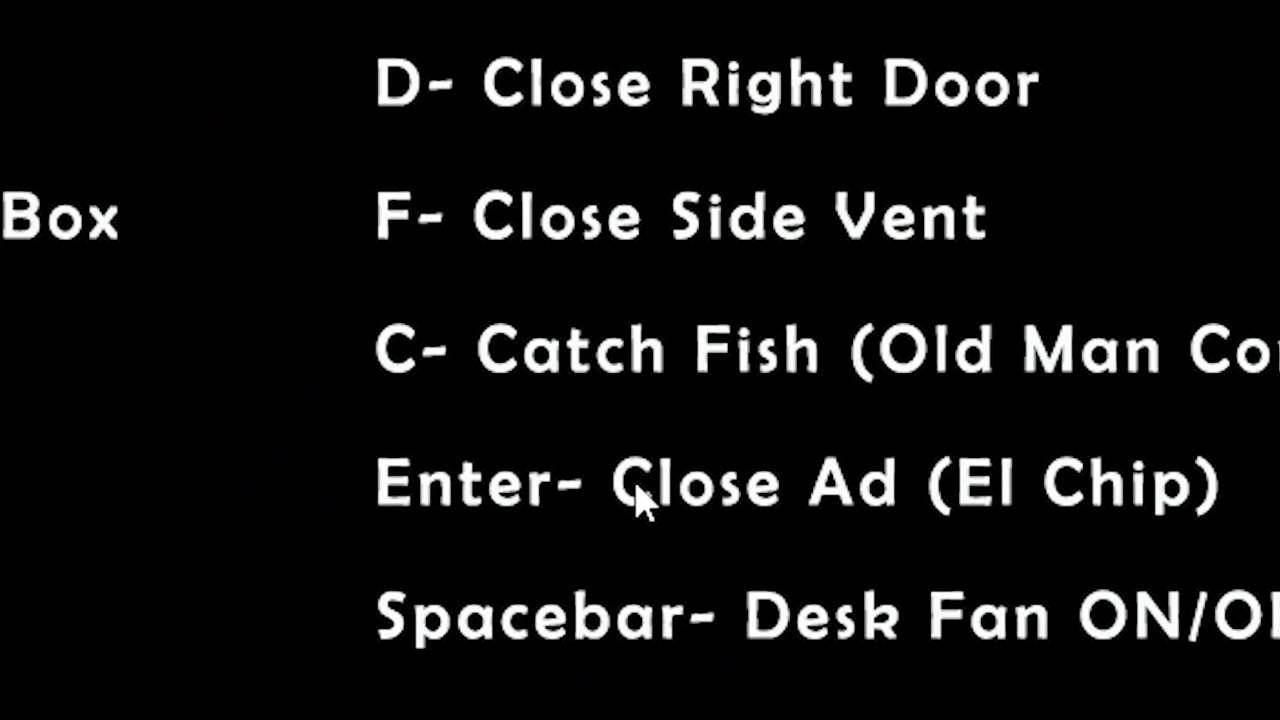 D- Close Right Door
Box F- Close Side Vent
C- Catch Fish (Old Man
Enter- Close Ad (El Chip)
Spacebar- Desk Fan